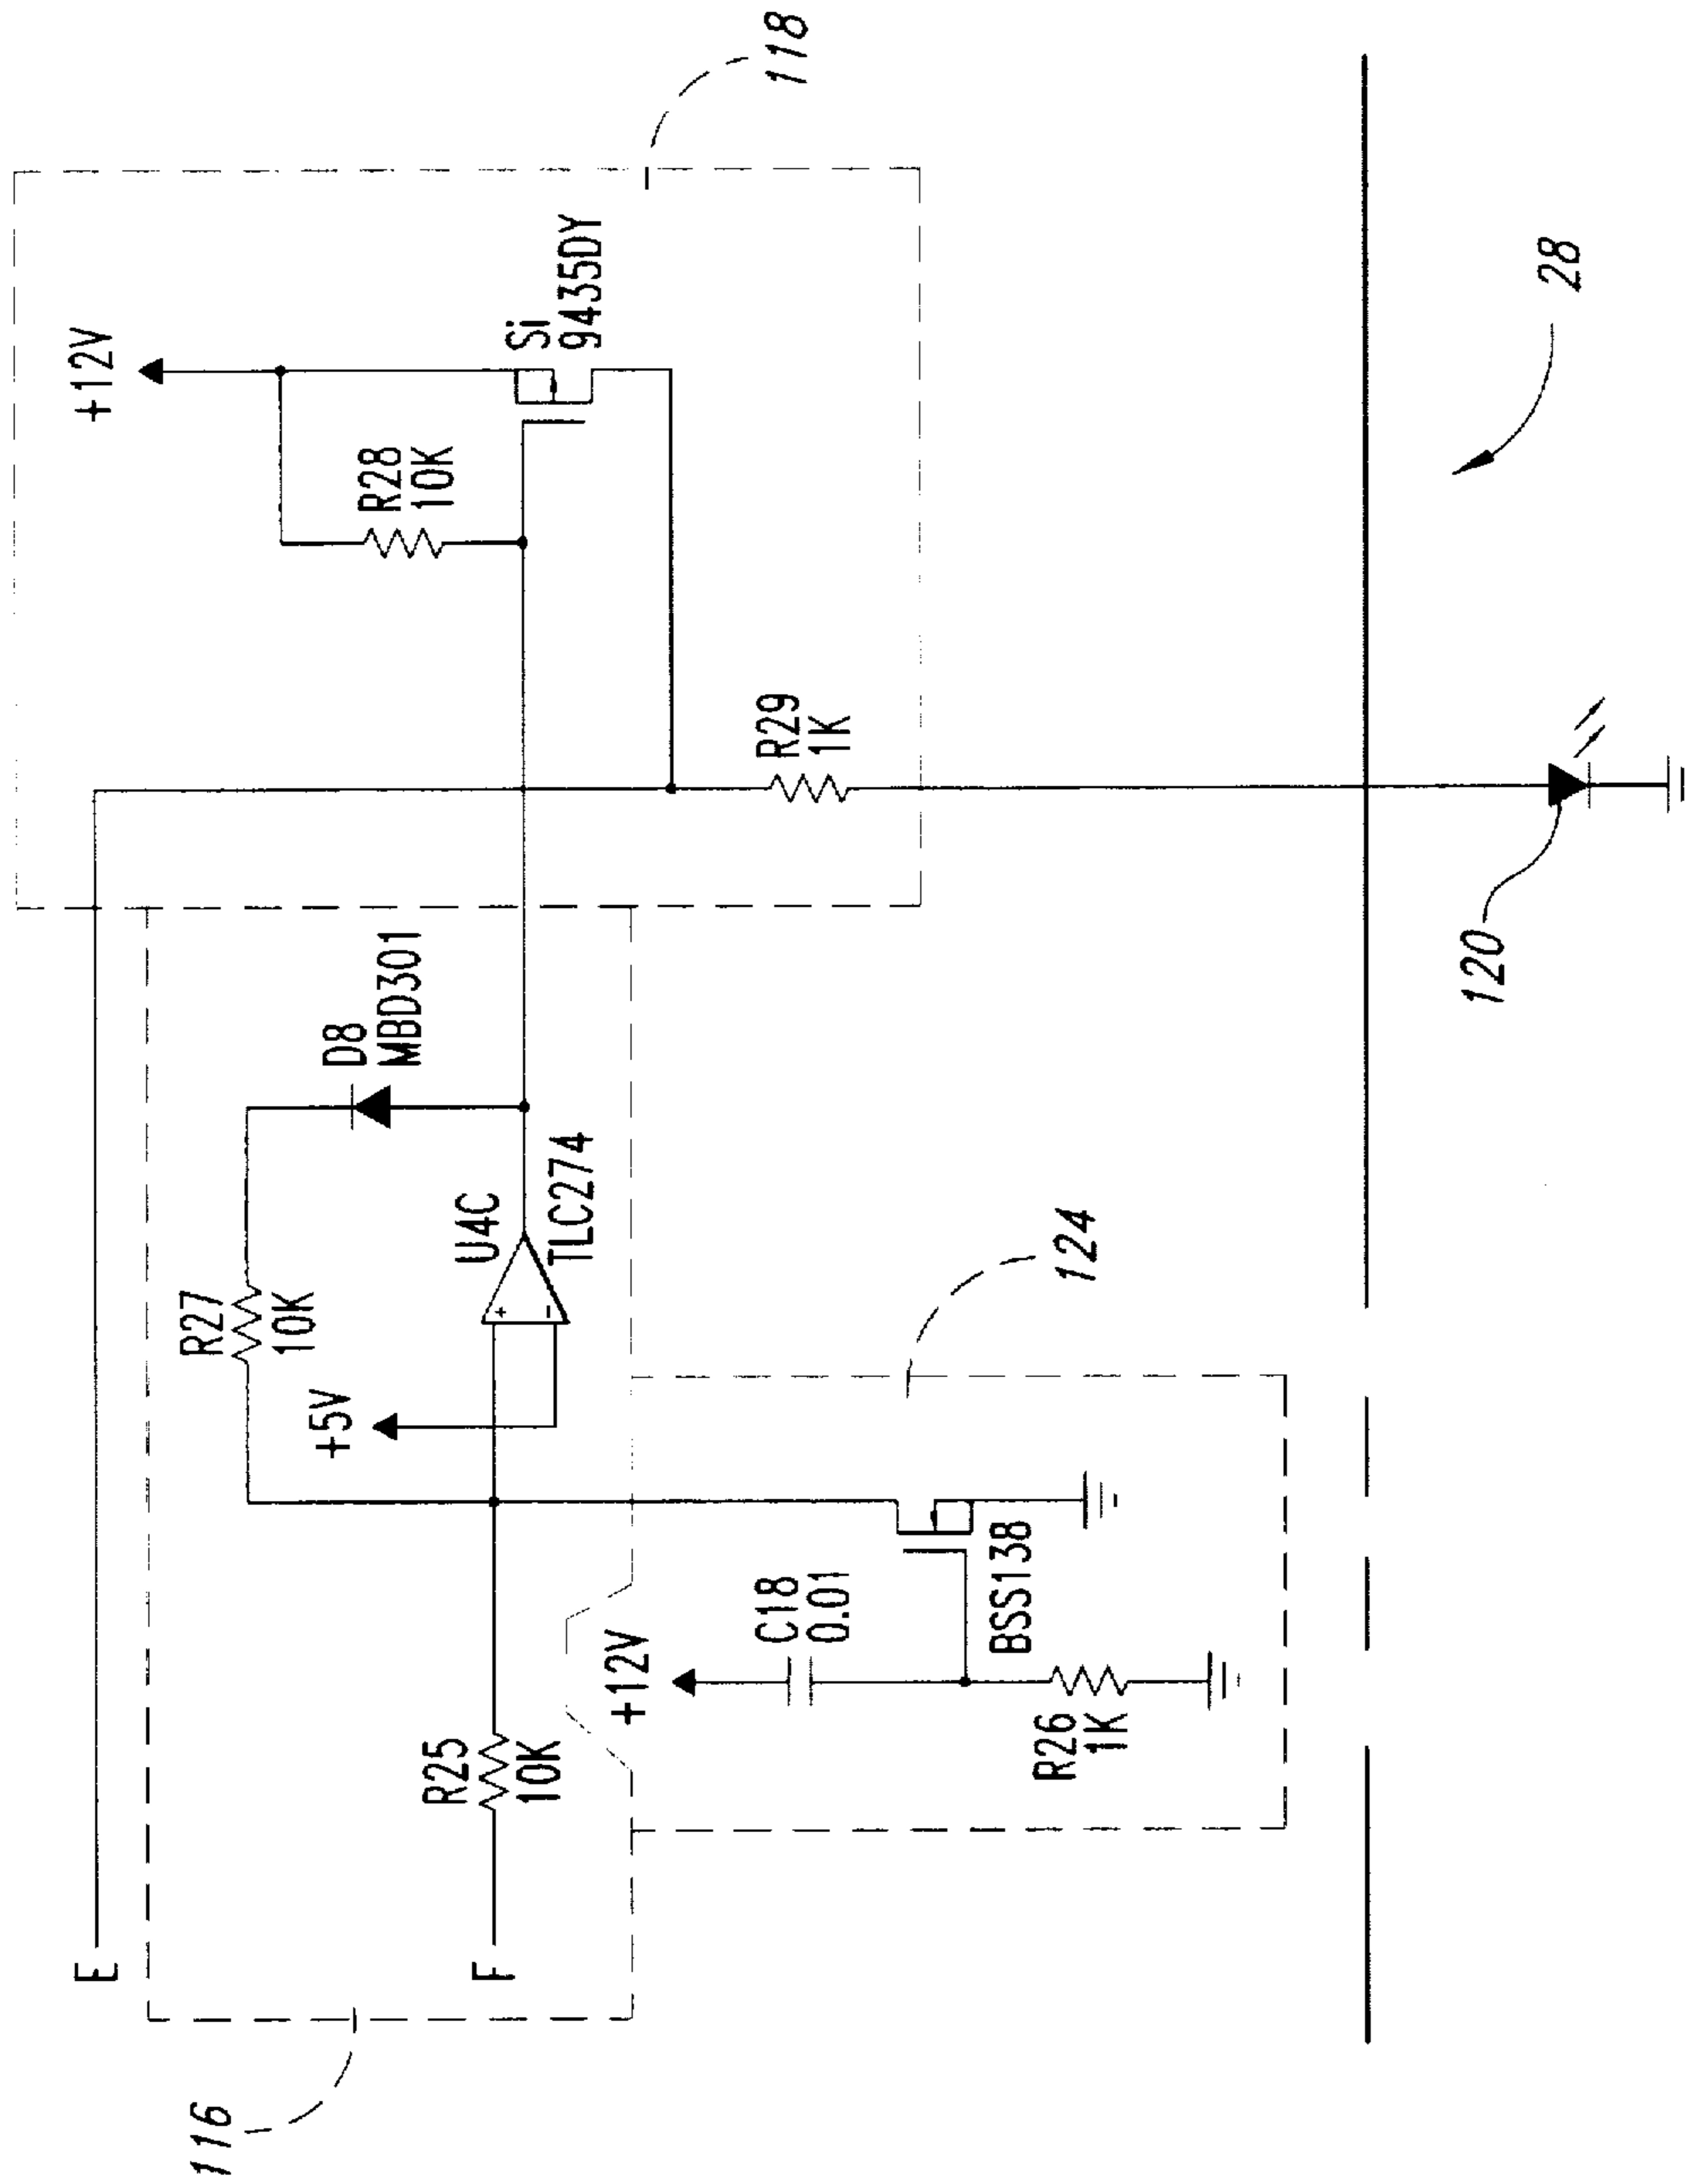 118
+12V
Si
9435DY
R28
10K
R29
1K
28
120
D8
MBD301
U4C
TLC274
R27
10K
+5V
+
−
124
BSS138
C18
0.01
+12V
R26
1K
R25
10K
E
F
116